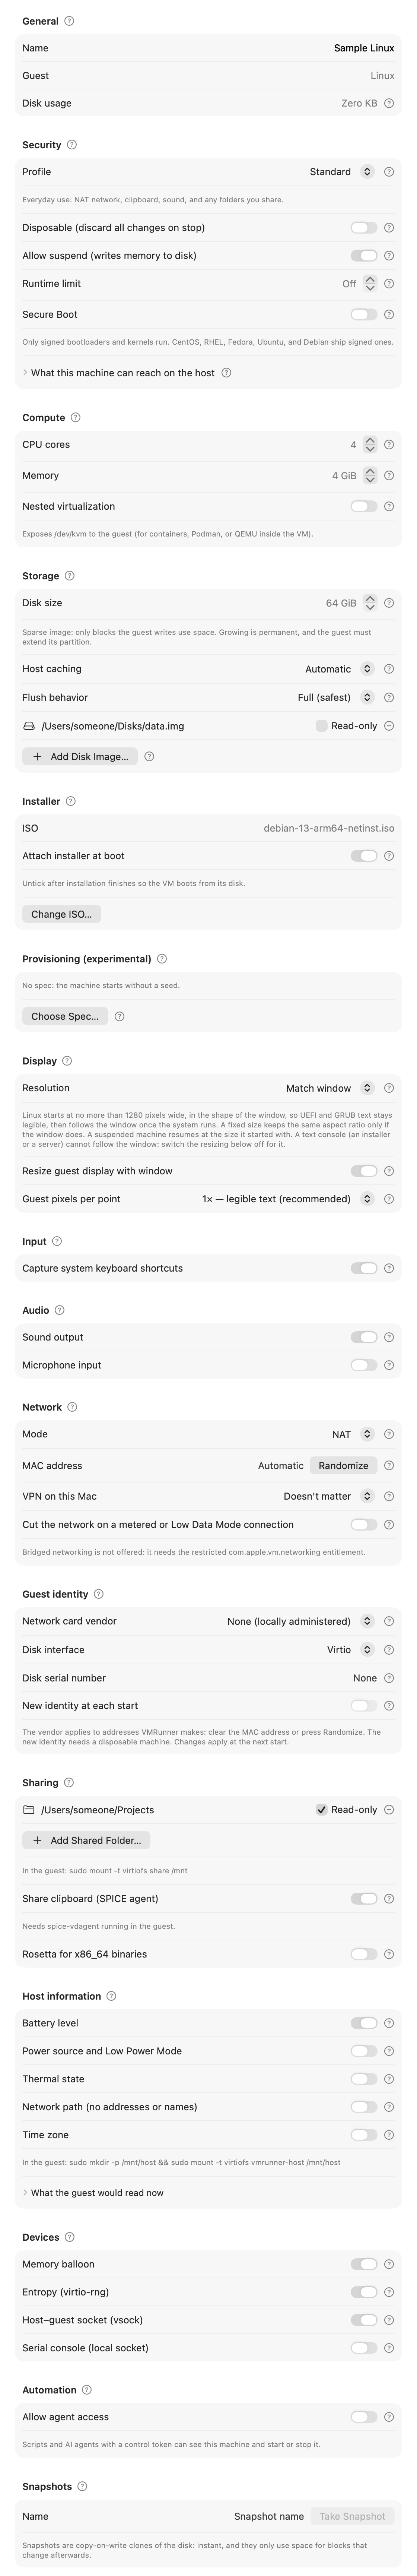 General
Name Sample Linux
Guest Linux
Disk usage Zero KB
Security
Profile Standard
Everyday use: NAT network, clipboard, sound, and any folders you share.
Disposable (discard all changes on stop)
Allow suspend (writes memory to disk)
Runtime limit Off
Secure Boot
Only signed bootloaders and kernels run. CentOS, RHEL, Fedora, Ubuntu, and Debian ship signed ones.
What this machine can reach on the host
Compute
CPU cores 4
Memory 4 GiB
Nested virtualization
Exposes /dev/kvm to the guest (for containers, Podman, or QEMU inside the VM).
Storage
Disk size 64 GiB
Sparse image: only blocks the guest writes use space. Growing is permanent, and the guest must
extend its partition.
Host caching Automatic
Flush behavior Full (safest)
/Users/someone/Disks/data.img Read-only
+ Add Disk Image...
Installer
ISO debian-13-arm64-netinst.iso
Attach installer at boot
Untick after installation finishes so the VM boots from its disk.
Change ISO...
Provisioning (experimental)
No spec: the machine starts without a seed.
Choose Spec...
Display
Resolution Match window
Linux starts at no more than 1280 pixels wide, in the shape of the window, so UEFI and GRUB text stays
legible, then follows the window once the system runs. A fixed size keeps the same aspect ratio only if
the window does. A suspended machine resumes at the size it started with. A text console (an installer
or a server) cannot follow the window: switch the resizing below off for it.
Resize guest display with window
Guest pixels per point 1× — legible text (recommended)
Input
Capture system keyboard shortcuts
Audio
Sound output
Microphone input
Network
Mode NAT
MAC address Automatic Randomize
VPN on this Mac Doesn't matter
Cut the network on a metered or Low Data Mode connection
Bridged networking is not offered: it needs the restricted com.apple.vm.networking entitlement.
Guest identity
Network card vendor None (locally administered)
Disk interface Virtio
Disk serial number None
New identity at each start
The vendor applies to addresses VMRunner makes: clear the MAC address or press Randomize. The
new identity needs a disposable machine. Changes apply at the next start.
Sharing
/Users/someone/Projects Read-only
+ Add Shared Folder...
In the guest: sudo mount -t virtiofs share /mnt
Share clipboard (SPICE agent)
Needs spice-vdagent running in the guest.
Rosetta for x86_64 binaries
Host information
Battery level
Power source and Low Power Mode
Thermal state
Network path (no addresses or names)
Time zone
In the guest: sudo mkdir -p /mnt/host && sudo mount -t virtiofs vmrunner-host /mnt/host
What the guest would read now
Devices
Memory balloon
Entropy (virtio-rng)
Host–guest socket (vsock)
Serial console (local socket)
Automation
Allow agent access
Scripts and AI agents with a control token can see this machine and start or stop it.
Snapshots
Name Snapshot name Take Snapshot
Snapshots are copy-on-write clones of the disk: instant, and they only use space for blocks that
change afterwards.